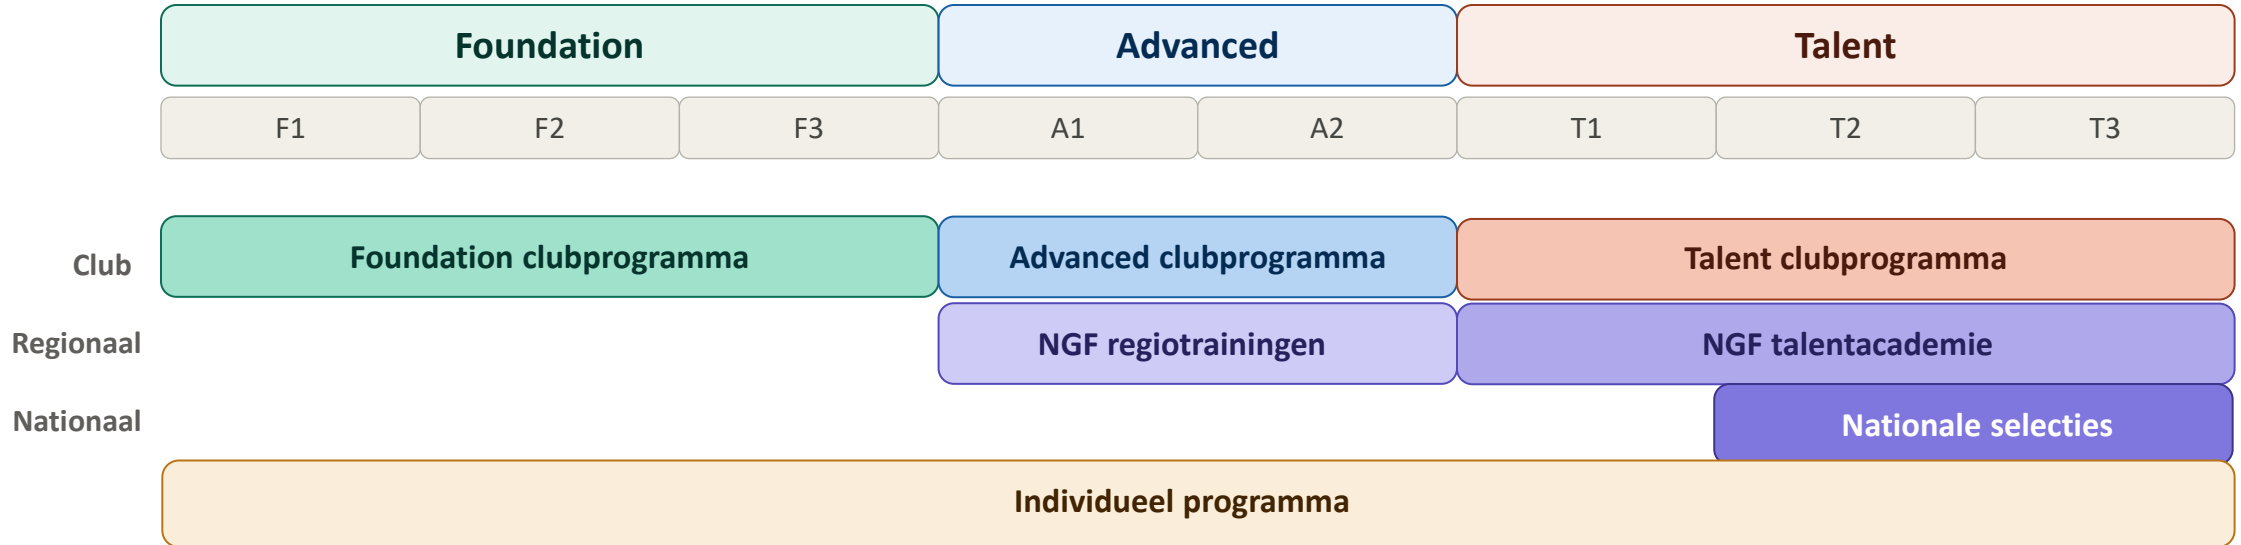 Foundation
Advanced
Talent
F1
F2
F3
A1
A2
T1
T2
T3
Club
Foundation clubprogramma
Advanced clubprogramma
Talent clubprogramma
Regionaal
NGF regiotrainingen
NGF talentacademie
Nationaal
Nationale selecties
Individueel programma